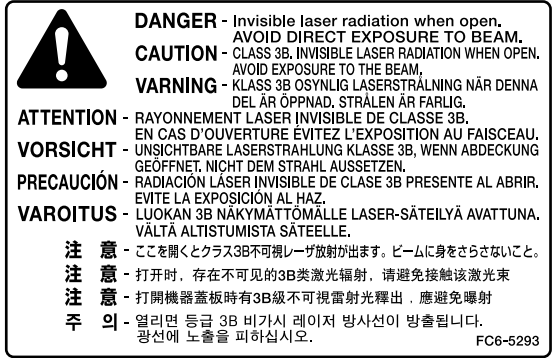 DANGER - Invisible laser radiation when open.
AVOID DIRECT EXPOSURE TO BEAM.
CAUTION - CLASS 3B. INVISIBLE LASER RADIATION WHEN OPEN.
AVOID EXPOSURE TO THE BEAM.
VARNING - KLASS 3B OSYNLIG LASERSTRÅLNING NÄR DENNA
DEL ÄR ÖPPNAD. STRÅLEN ÄR FARLIG.
ATTENTION - RAYONNEMENT LASER INVISIBLE DE CLASSE 3B.
EN CAS D'OUVERTURE ÉVITEZ L'EXPOSITION AU FAISCEAU.
VORSICHT - UNSICHTBARE LASERSTRAHLUNG KLASSE 3B, WENN ABDECKUNG
GEÖFFNET. NICHT DEM STRAHL AUSSETZEN.
PRECAUCIÓN - RADIACIÓN LÁSER INVISIBLE DE CLASE 3B PRESENTE AL ABRIR.
EVITE LA EXPOSICIÓN AL HAZ.
VAROITUS - LUOKAN 3B NÄKYMÄTTÖMÄLLE LASER-SÄTEILYÄ AVATTUNA.
VÄLTÄ ALTISTUMISTA SÄTEELLE.
注 意 - ここを開くとクラス3B不可視レーザ放射が出ます。ビームに身をさらさないこと。
注 意 - 打开时，存在不可见的3B类激光辐射，请避免接触该激光束
注 意 - 打開機器蓋板時有3B級不可視雷射光釋出﹐應避免曝射
주 의 - 열리면 등급 3B 비가시 레이저 방사선이 방출됩니다.
광선에 노출을 피하십시오.
FC6-5293